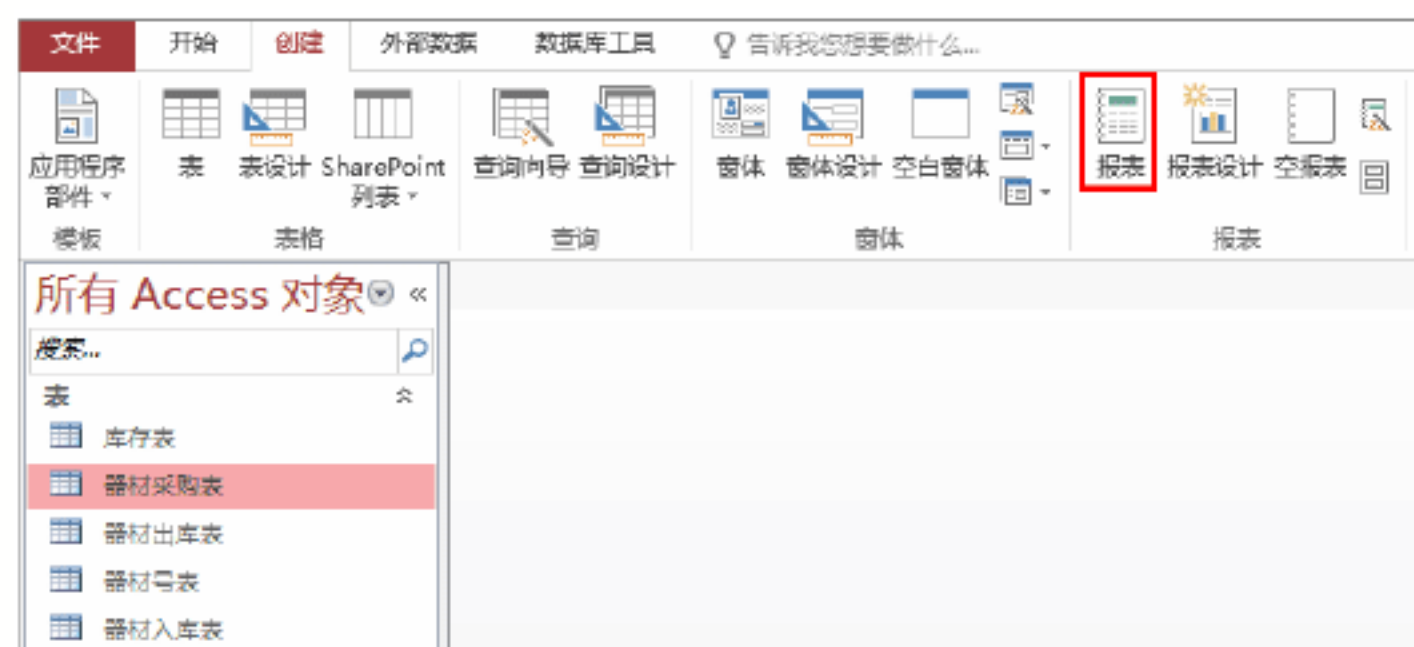 文件 开始 创建 外部数据 数据库工具 告诉我您想要做什么...
应用程序 表 表设计 SharePoint 查询向导 查询设计 窗体 窗体设计 空白窗体 报表 报表设计 空报表
部件 列表
模板 表格 查询 窗体 报表
所有 Access 对象 «
搜索...
表
库存表
器材采购表
器材出库表
器材号表
器材入库表